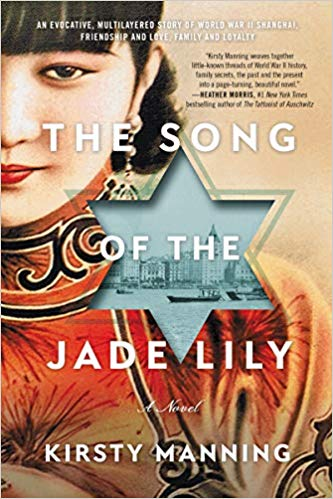 AN EVOCATIVE, MULTILAYERED STORY OF WORLD WAR II SHANGHAI,
FRIENDSHIP AND LOVE, FAMILY AND LOYALTY
"Kirsty Manning weaves together
little-known threads of World War II history,
family secrets, the past and the present
into a page-turning, beautiful novel."
—HEATHER MORRIS, #1 New York Times
bestselling author of The Tattooist of Auschwitz
THE SONG
OF THE
JADE LILY
A Novel
KIRSTY MANNING